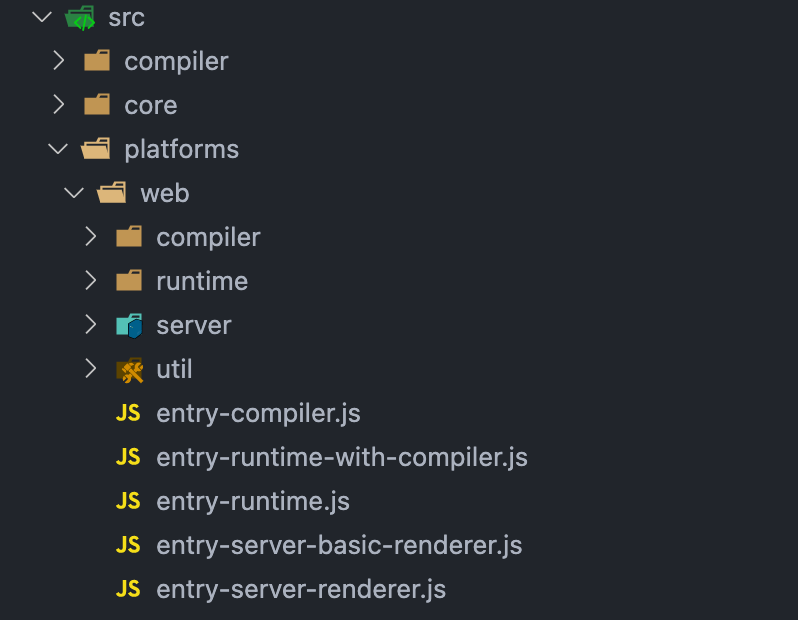 src
compiler
core
platforms
web
compiler
runtime
server
util
JS entry-compiler.js
JS entry-runtime-with-compiler.js
JS entry-runtime.js
JS entry-server-basic-renderer.js
JS entry-server-renderer.js